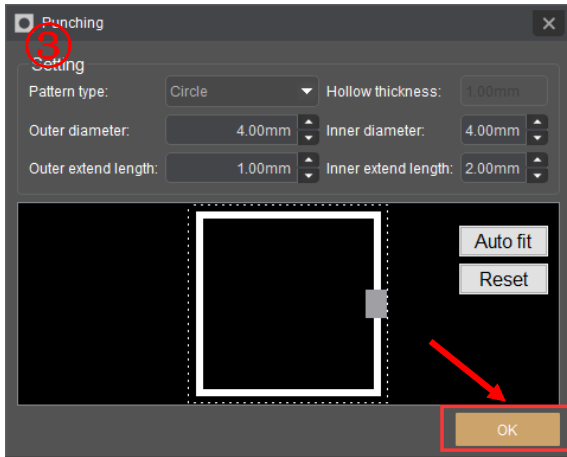 Punching
③
Setting
Pattern type: Circle Hollow thickness: 1.00mm
Outer diameter: 4.00mm Inner diameter: 4.00mm
Outer extend length: 1.00mm Inner extend length: 2.00mm
Auto fit
Reset
OK